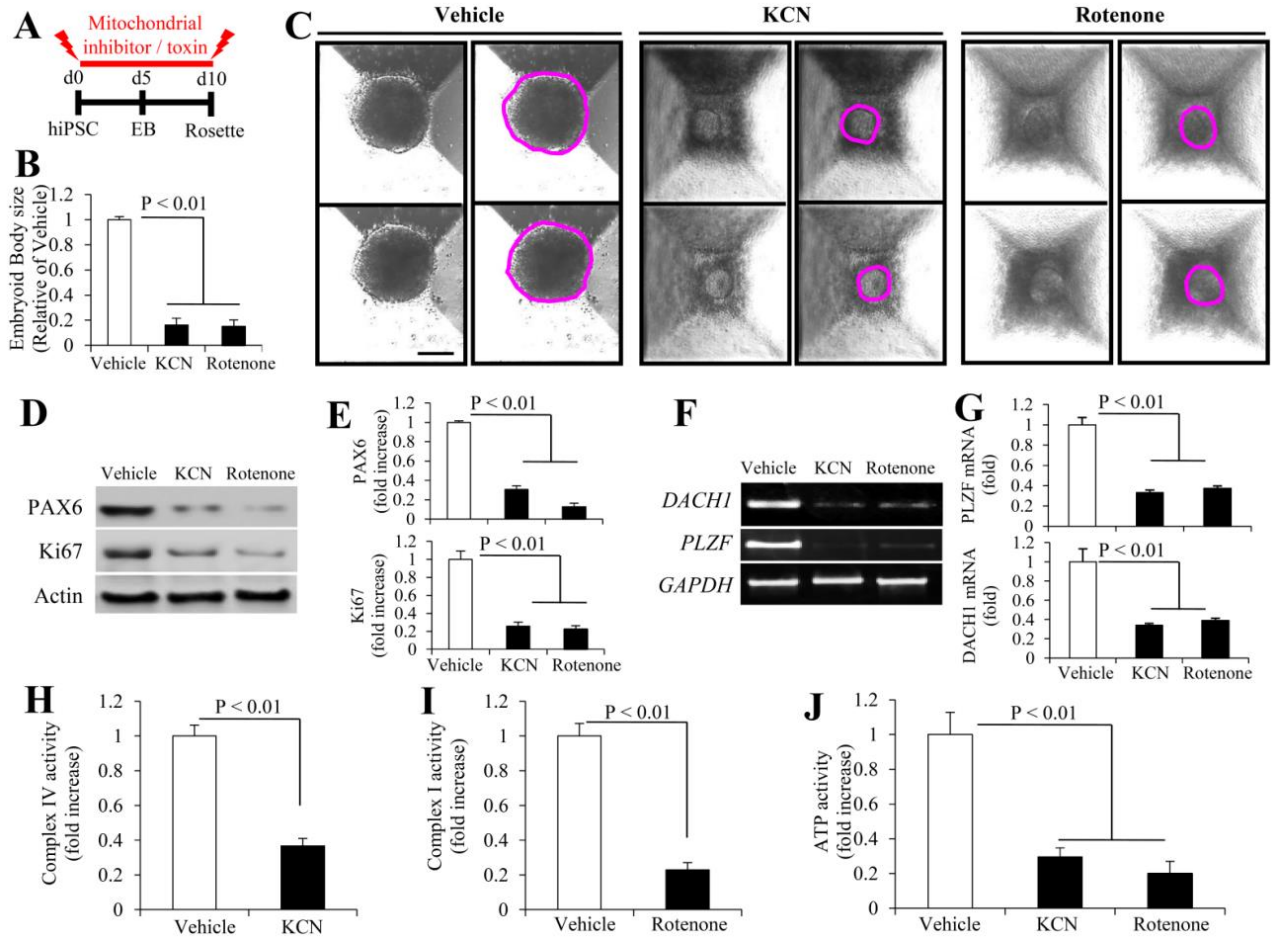 A
Mitochondrial
inhibitor / toxin
d0 d5 d10
hiPSC EB Rosette
B
Embryoid Body size
(Relative of Vehicle)
1.2
1
0.8
0.6
0.4
0.2
0
P < 0.01
Vehicle KCN Rotenone
C
Vehicle KCN Rotenone
D
Vehicle KCN Rotenone
PAX6
Ki67
Actin
E
PAX6
(fold increase)
1.2
1
0.8
0.6
0.4
0.2
0
P < 0.01
Ki67
(fold increase)
1.2
1
0.8
0.6
0.4
0.2
0
P < 0.01
Vehicle KCN Rotenone
F
Vehicle KCN Rotenone
DACH1
PLZF
GAPDH
G
PLZF mRNA
(fold)
1.2
1
0.8
0.6
0.4
0.2
0
P < 0.01
DACH1 mRNA
(fold)
1.2
1
0.8
0.6
0.4
0.2
0
P < 0.01
Vehicle KCN Rotenone
H
Complex IV activity
(fold increase)
1.2
1
0.8
0.6
0.4
0.2
0
P < 0.01
Vehicle KCN
I
Complex I activity
(fold increase)
1.2
1
0.8
0.6
0.4
0.2
0
P < 0.01
Vehicle Rotenone
J
ATP activity
(fold increase)
1.2
1
0.8
0.6
0.4
0.2
0
P < 0.01
Vehicle KCN Rotenone